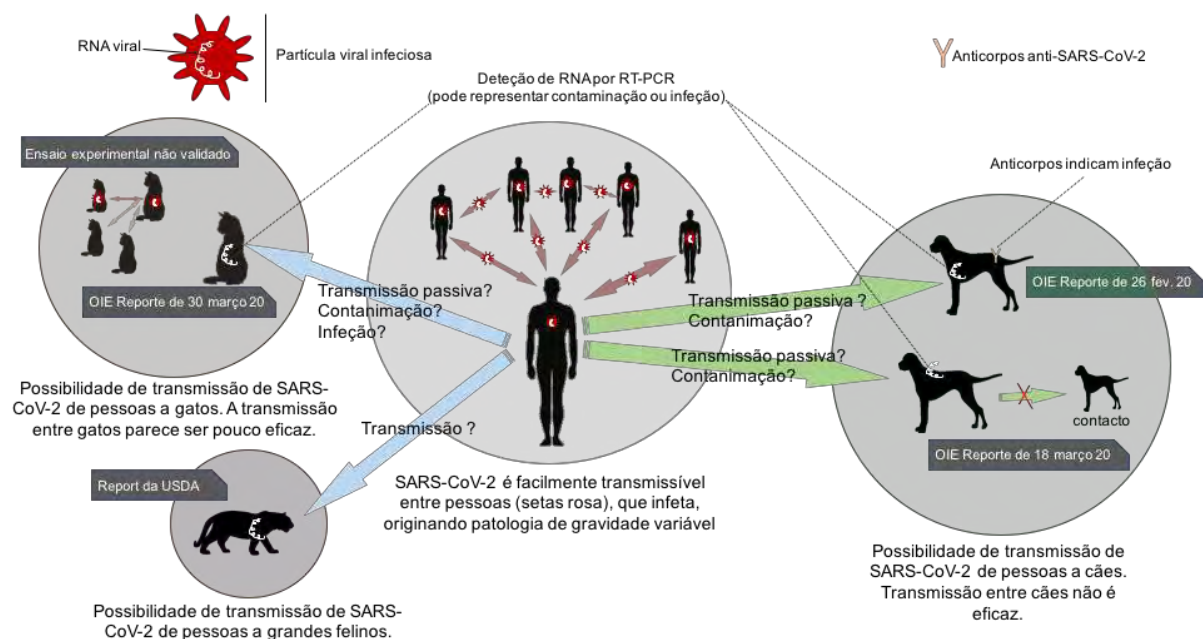 RNA viral
Partícula viral infeciosa
Anticorpos anti-SARS-CoV-2
Deteção de RNA por RT-PCR
(pode representar contaminação ou infeção)
Ensaio experimental não validado
OIE Reporte de 30 março 20
Transmissão passiva?
Contanimação?
Infeção?
Possibilidade de transmissão de SARS-
CoV-2 de pessoas a gatos. A transmissão
entre gatos parece ser pouco eficaz.
Transmissão ?
Report da USDA
Possibilidade de transmissão de SARS-
CoV-2 de pessoas a grandes felinos.
SARS-CoV-2 é facilmente transmissível
entre pessoas (setas rosa), que infeta,
originando patologia de gravidade variável
Anticorpos indicam infeção
OIE Reporte de 26 fev. 20
Transmissão passiva ?
Contanimação?
Transmissão passiva?
Contanimação?
contacto
OIE Reporte de 18 março 20
Possibilidade de transmissão de
SARS-CoV-2 de pessoas a cães.
Transmissão entre cães não é
eficaz.